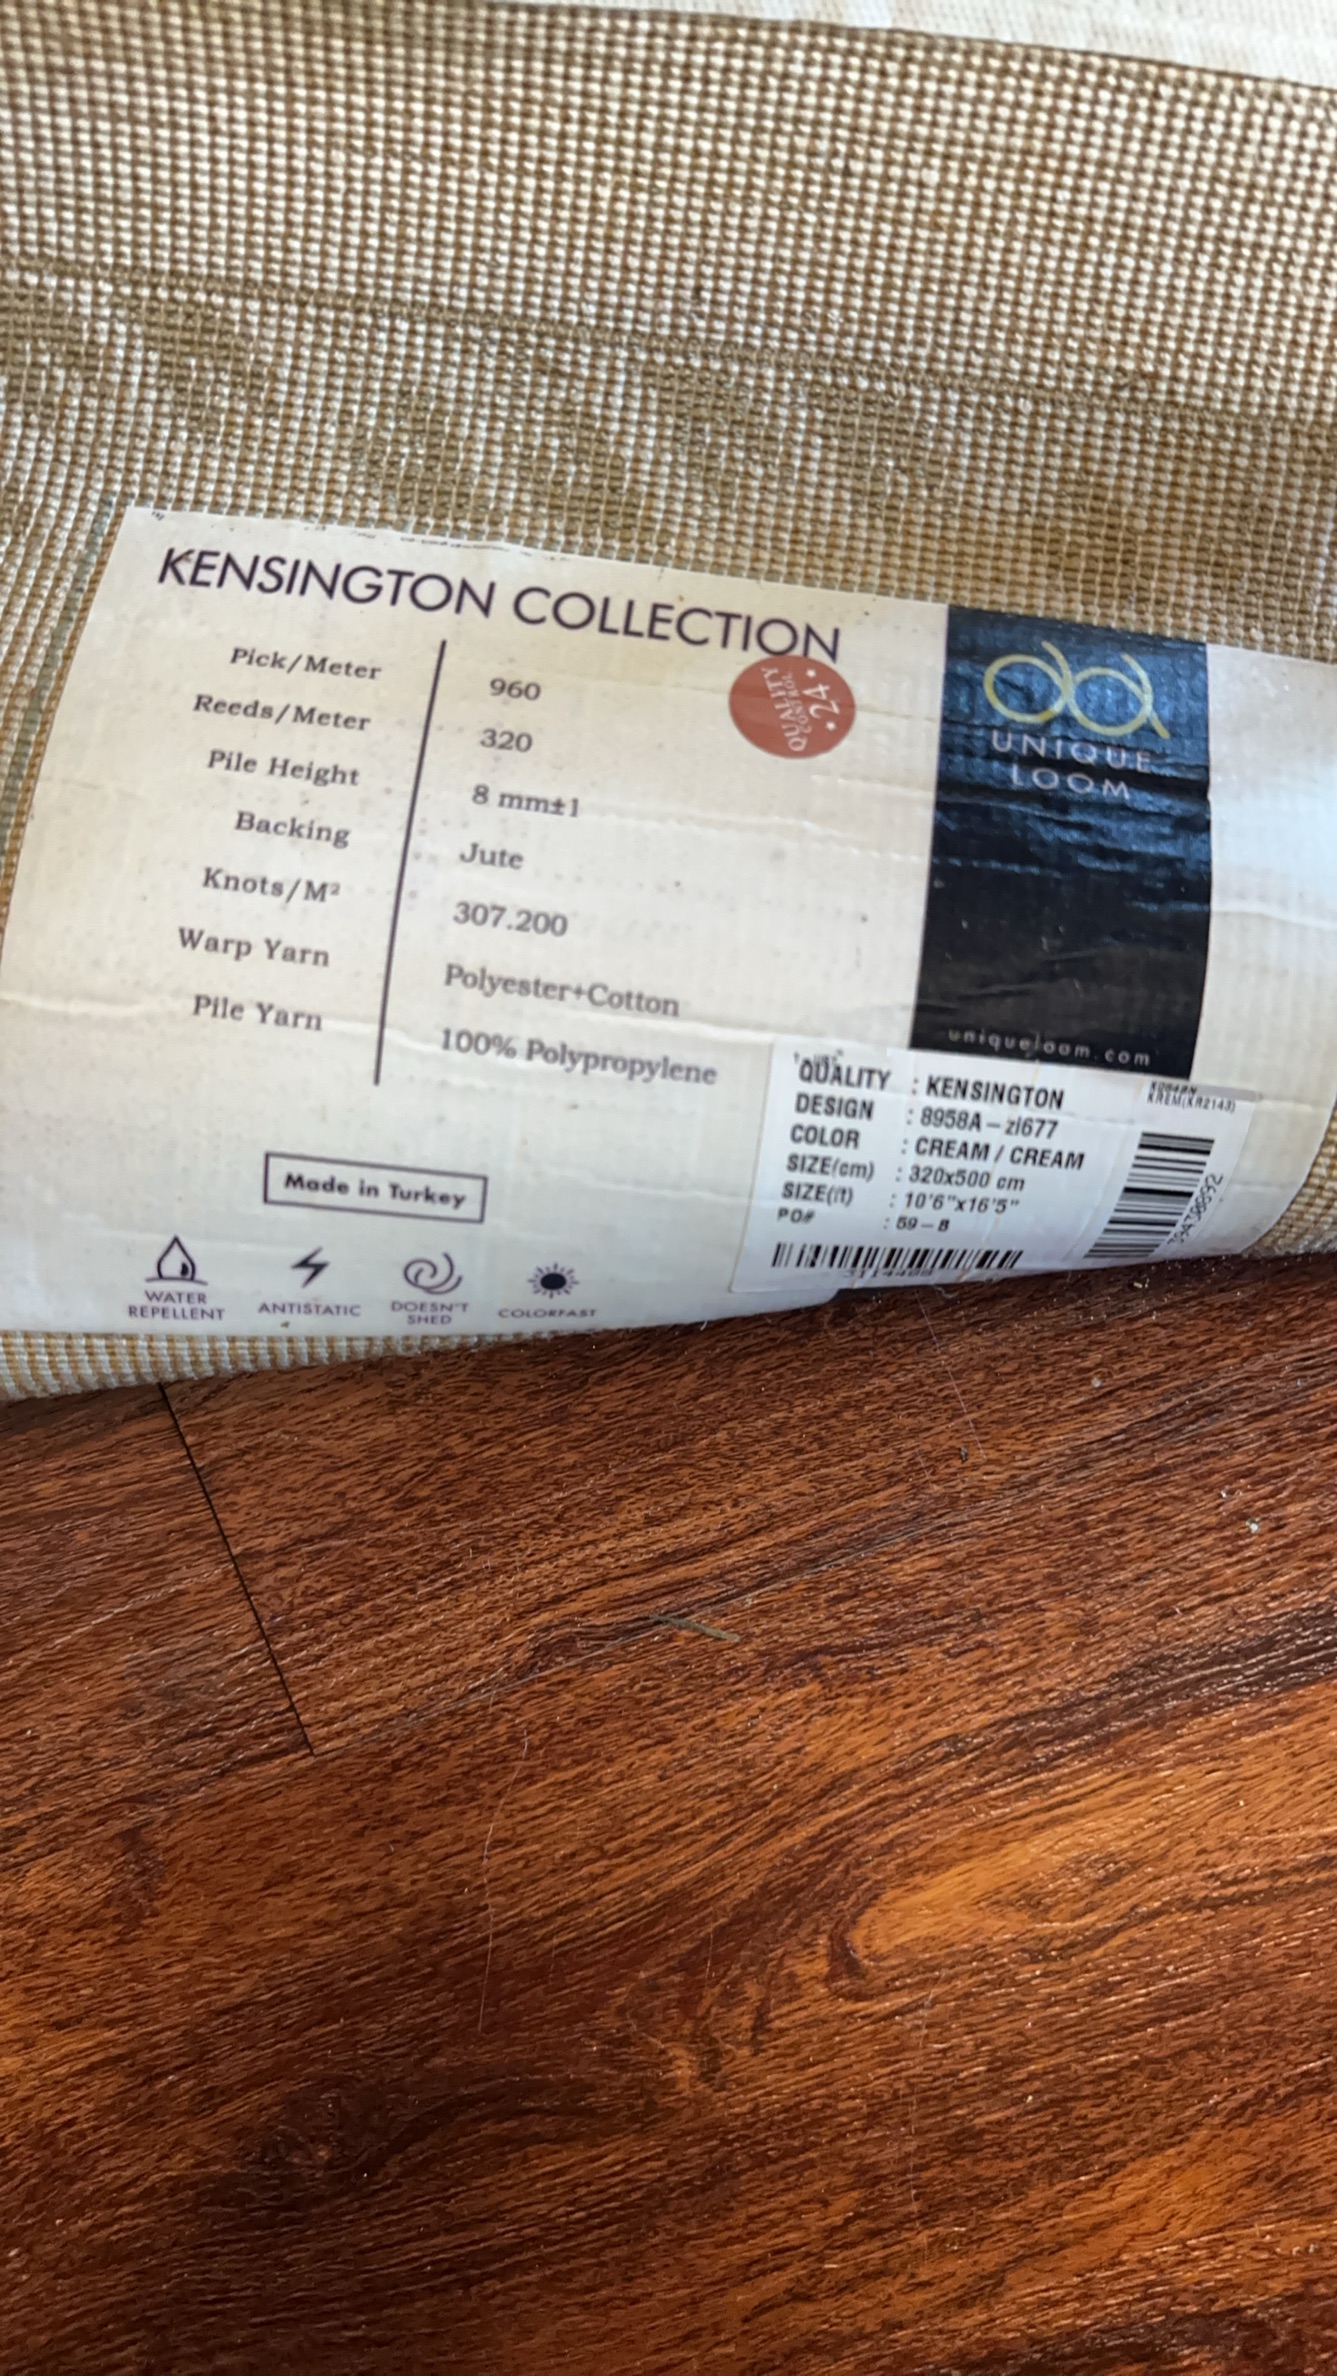 KENSINGTON COLLECTION
Pick/Meter 960
Reeds/Meter 320
Pile Height 8 mm±1
Backing Jute
Knots/M² 307.200
Warp Yarn Polyester+Cotton
Pile Yarn 100% Polypropylene
QUALITY
CONTROL
24
UNIQUE
LOOM
uniqueloom.com
Made in Turkey
WATER
REPELLENT
ANTISTATIC
DOESN'T
SHED
COLORFAST
QUALITY : KENSINGTON
DESIGN : 8958A-zl677
COLOR : CREAM / CREAM
SIZE(cm) : 320x500 cm
SIZE(ft) : 10'6"x16'5"
PO# : 59-8
KREM(KR2143)